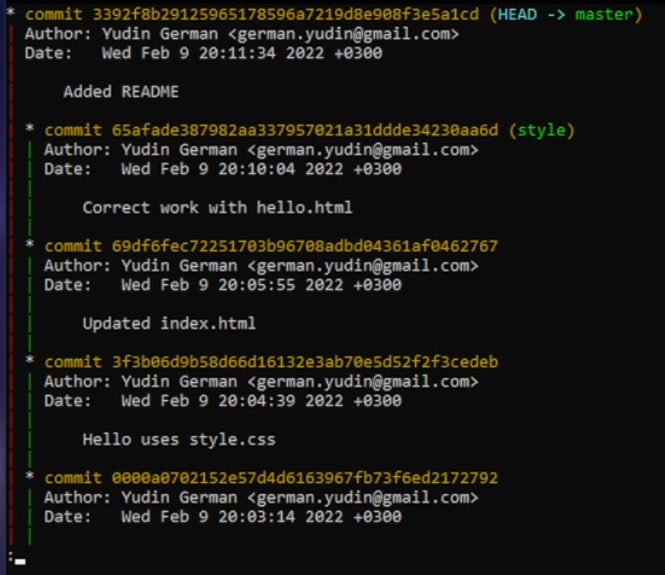 * commit 3392f8b29125965178596a7219d8e908f3e5a1cd (HEAD -> master)
| Author: Yudin German <german.yudin@gmail.com>
| Date:   Wed Feb 9 20:11:34 2022 +0300
|
|     Added README
|
| * commit 65afade387982aa337957021a31ddde34230aa6d (style)
| | Author: Yudin German <german.yudin@gmail.com>
| | Date:   Wed Feb 9 20:10:04 2022 +0300
| |
| |     Correct work with hello.html
| |
| * commit 69df6fec72251703b96708adbd04361af0462767
| | Author: Yudin German <german.yudin@gmail.com>
| | Date:   Wed Feb 9 20:05:55 2022 +0300
| |
| |     Updated index.html
| |
| * commit 3f3b06d9b58d66d16132e3ab70e5d52f2f3cedeb
| | Author: Yudin German <german.yudin@gmail.com>
| | Date:   Wed Feb 9 20:04:39 2022 +0300
| |
| |     Hello uses style.css
| |
| * commit 0000a0702152e57d4d6163967fb73f6ed2172792
| | Author: Yudin German <german.yudin@gmail.com>
| | Date:   Wed Feb 9 20:03:14 2022 +0300
| |
: